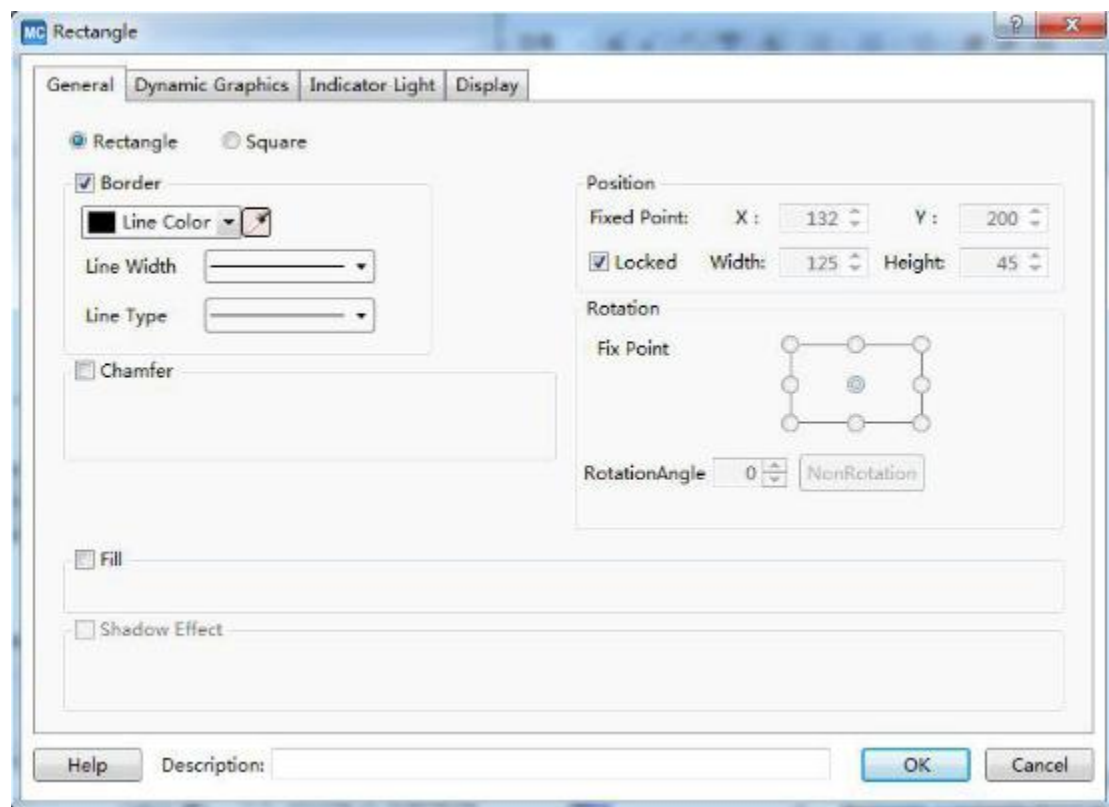 MC Rectangle
General Dynamic Graphics Indicator Light Display
Rectangle Square
Border
Line Color
Line Width
Line Type
Chamfer
Position
Fixed Point: X : 132 Y : 200
Locked Width: 125 Height: 45
Rotation
Fix Point
RotationAngle 0 NonRotation
Fill
Shadow Effect
Help Description: OK Cancel